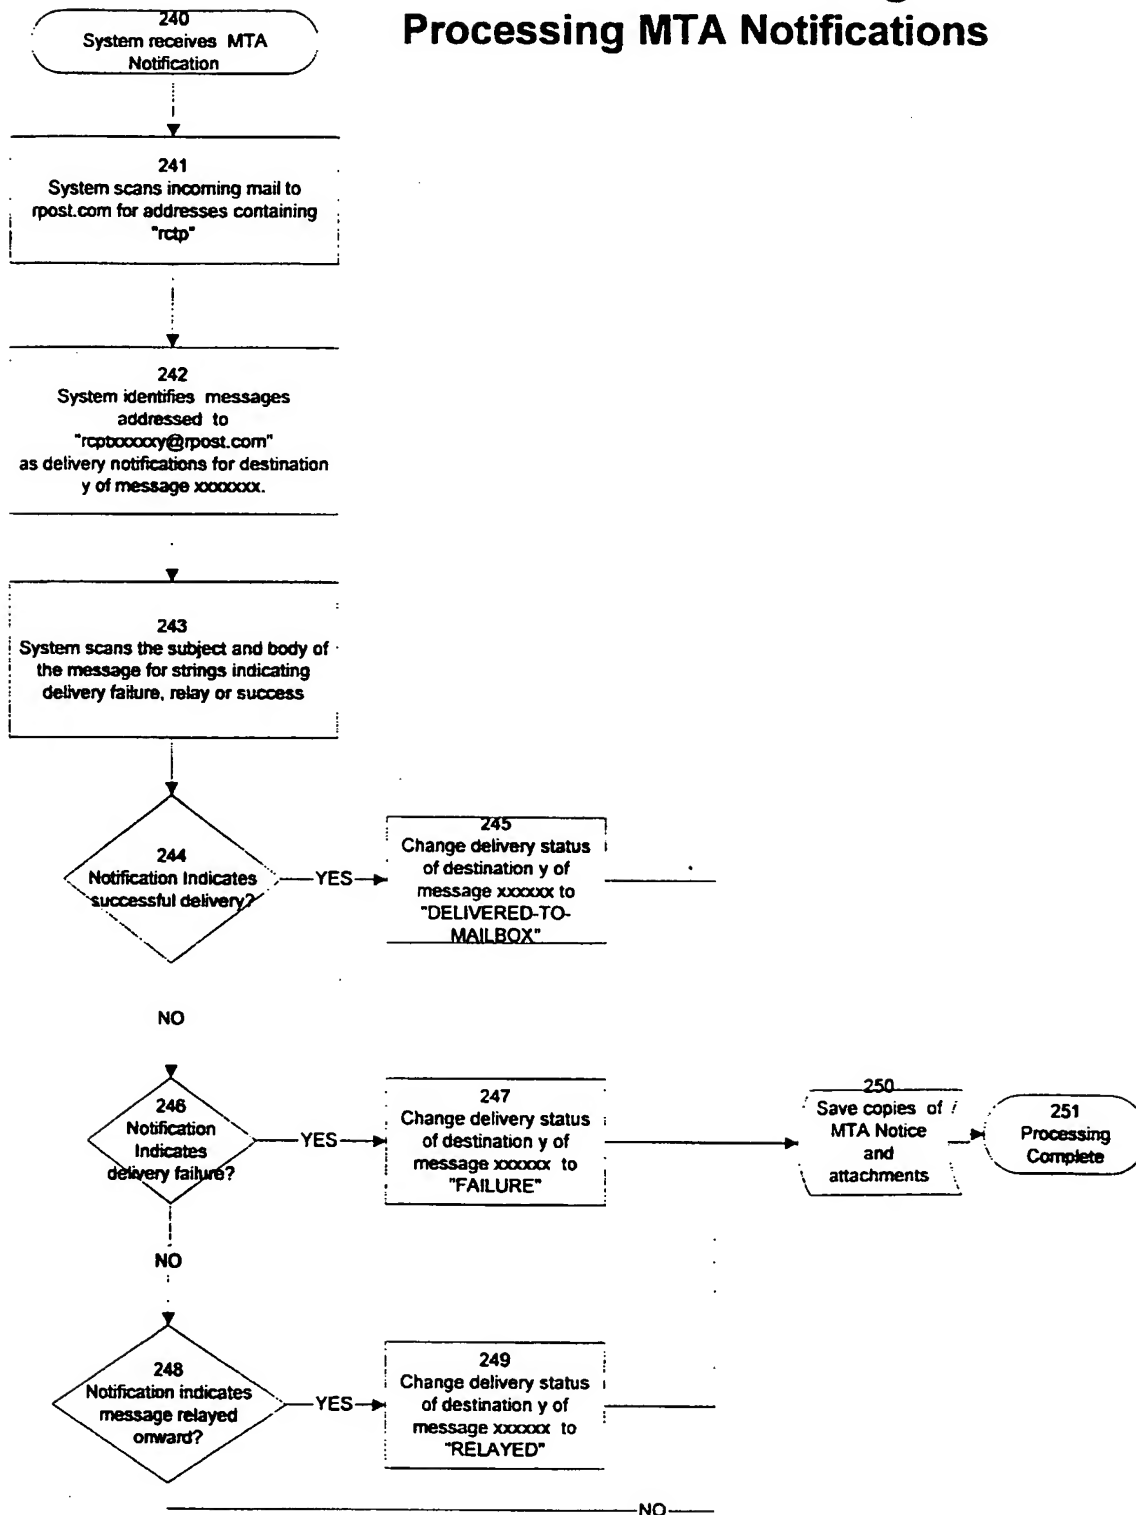 Processing MTA Notifications
240
System receives MTA
Notification
241
System scans incoming mail to
rpost.com for addresses containing
"rctp"
242
System identifies messages
addressed to
"rcptxxxxxy@rpost.com"
as delivery notifications for destination
y of message xxxxxxx.
243
System scans the subject and body of
the message for strings indicating
delivery failure, relay or success
244
Notification Indicates
successful delivery?
YES
245
Change delivery status
of destination y of
message xxxxxx to
"DELIVERED-TO-
MAILBOX"
NO
246
Notification
Indicates
delivery failure?
YES
247
Change delivery status
of destination y of
message xxxxxx to
"FAILURE"
250
Save copies of
MTA Notice
and
attachments
251
Processing
Complete
NO
248
Notification indicates
message relayed
onward?
YES
249
Change delivery status
of destination y of
message xxxxxx to
"RELAYED"
NO